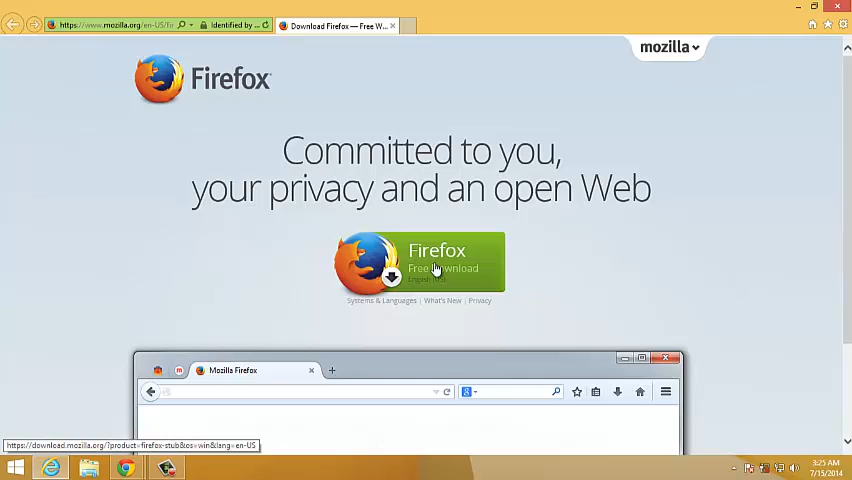 https://www.mozilla.org/en-US/fir
Identified by
Download Firefox — Free W...
mozilla
Firefox
Committed to you,
your privacy and an open Web
Firefox
Free Download
English (US)
Systems & Languages | What's New | Privacy
m
Mozilla Firefox
g
https://download.mozilla.org/?product=firefox-stub&os=win&lang=en-US
3:25 AM
7/15/2014